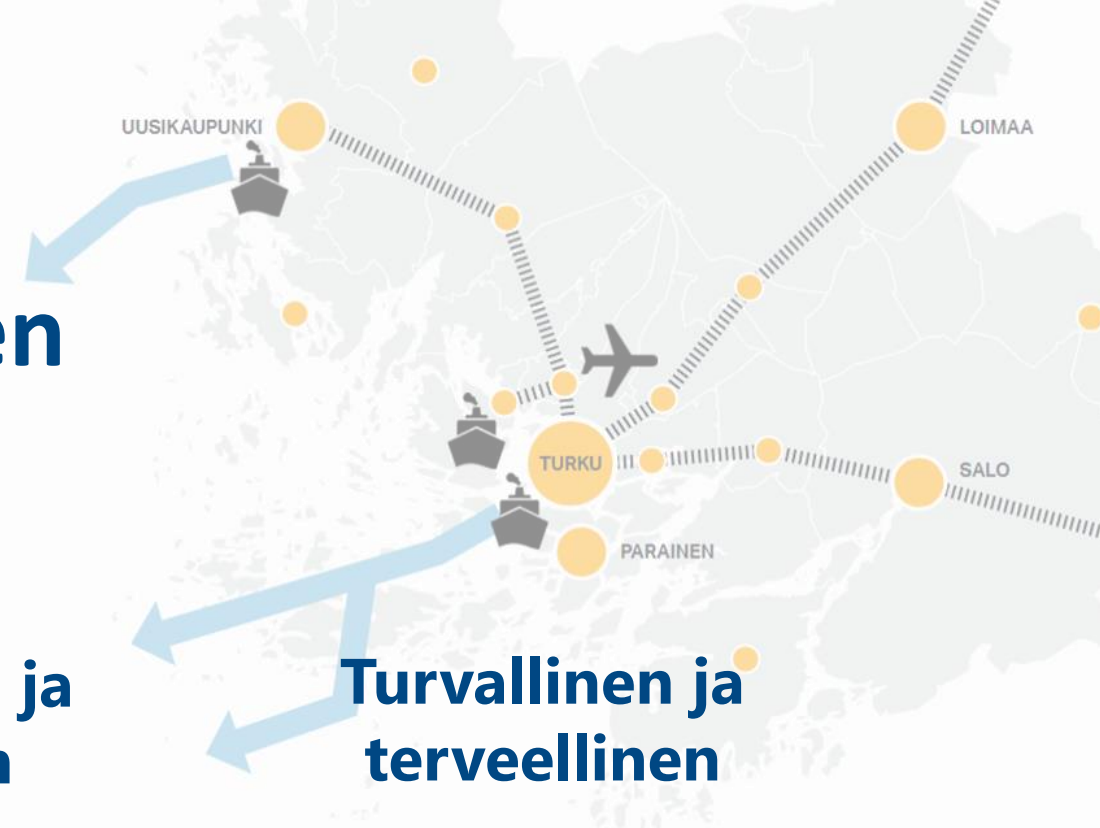 UUSIKAUPUNKI
LOIMAA
en
TURKU
SALO
PARAINEN
ja
n
Turvallinen ja
terveellinen